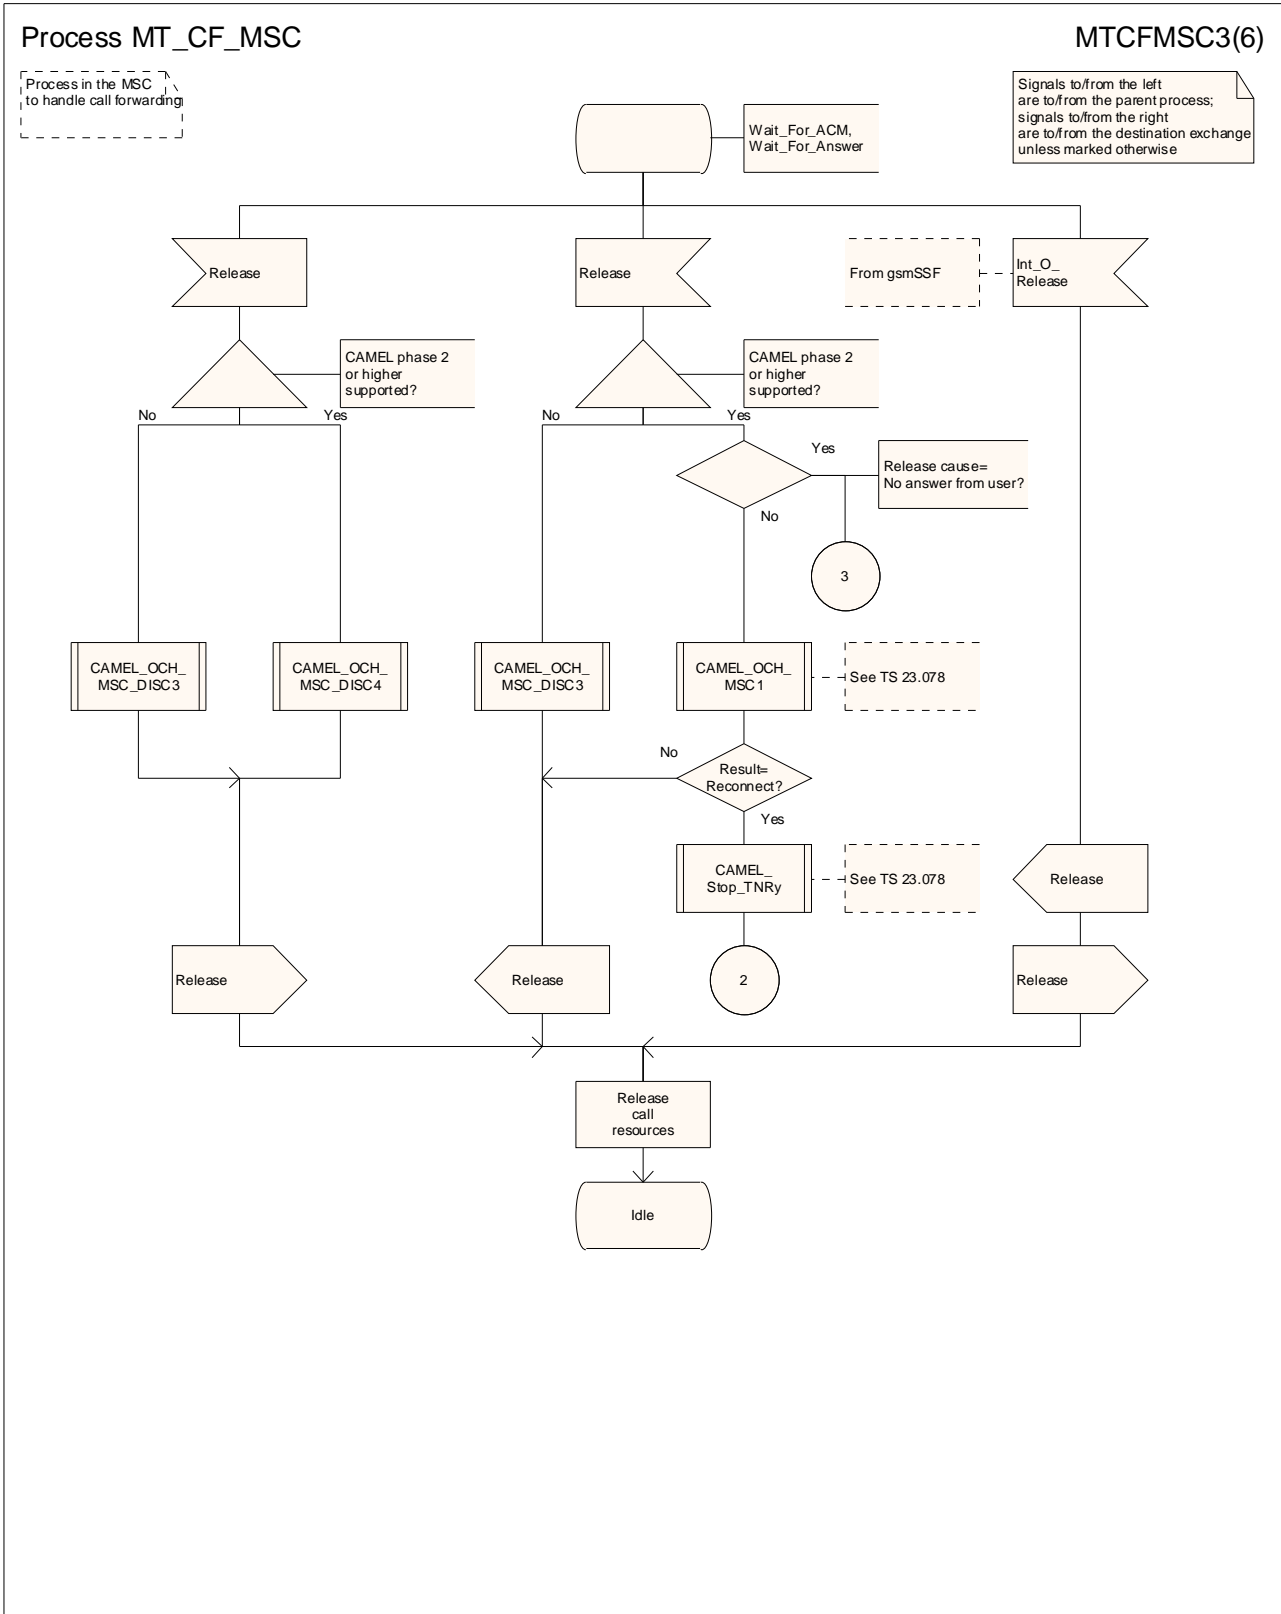 Process MT_CF_MSC
MTCFMSC3(6)
Process in the MSC
to handle call forwarding
Signals to/from the left
are to/from the parent process;
signals to/from the right
are to/from the destination exchange
unless marked otherwise
Wait_For_ACM,
Wait_For_Answer
Release
Release
From gsmSSF
Int_O_
Release
CAMEL phase 2
or higher
supported?
CAMEL phase 2
or higher
supported?
No
Yes
No
Yes
Yes
Release cause=
No answer from user?
No
3
CAMEL_OCH_
MSC_DISC3
CAMEL_OCH_
MSC_DISC4
CAMEL_OCH_
MSC_DISC3
CAMEL_OCH_
MSC1
See TS 23.078
No
Result=
Reconnect?
Yes
CAMEL_
Stop_TNRy
See TS 23.078
Release
Release
Release
2
Release
Release
call
resources
Idle